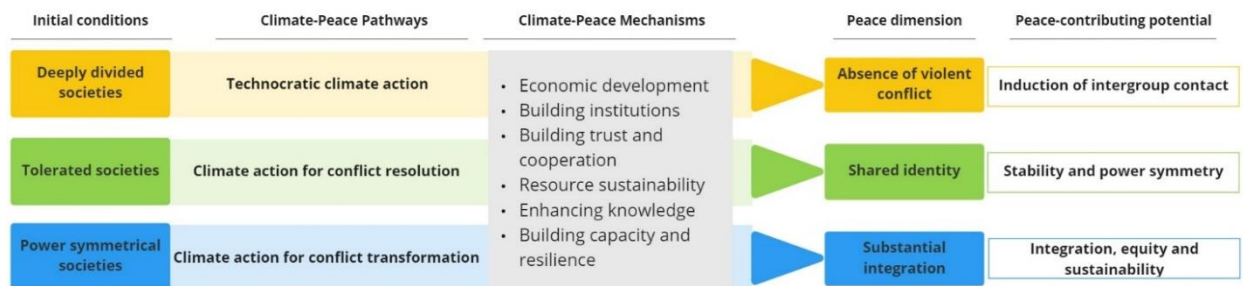 Initial conditions
Climate-Peace Pathways
Climate-Peace Mechanisms
Peace dimension
Peace-contributing potential
Deeply divided
societies
Technocratic climate action
Absence of violent
conflict
Induction of intergroup contact
Tolerated societies
Climate action for conflict resolution
Shared identity
Stability and power symmetry
Power symmetrical
societies
Climate action for conflict transformation
Substantial
integration
Integration, equity and
sustainability
• Economic development
• Building institutions
• Building trust and
cooperation
• Resource sustainability
• Enhancing knowledge
• Building capacity and
resilience